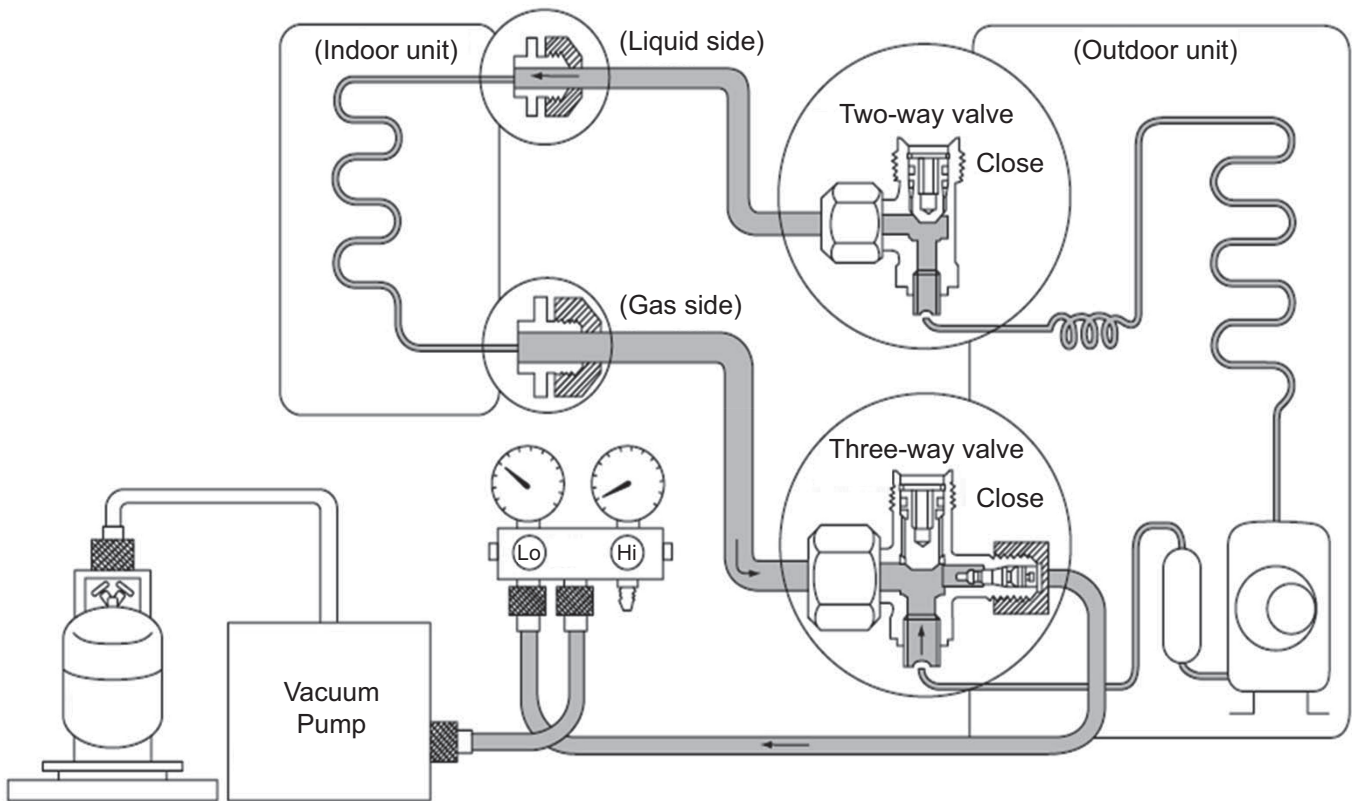 (Indoor unit)
(Liquid side)
(Outdoor unit)
Two-way valve
Close
(Gas side)
Three-way valve
Close
Lo
Hi
Vacuum
Pump